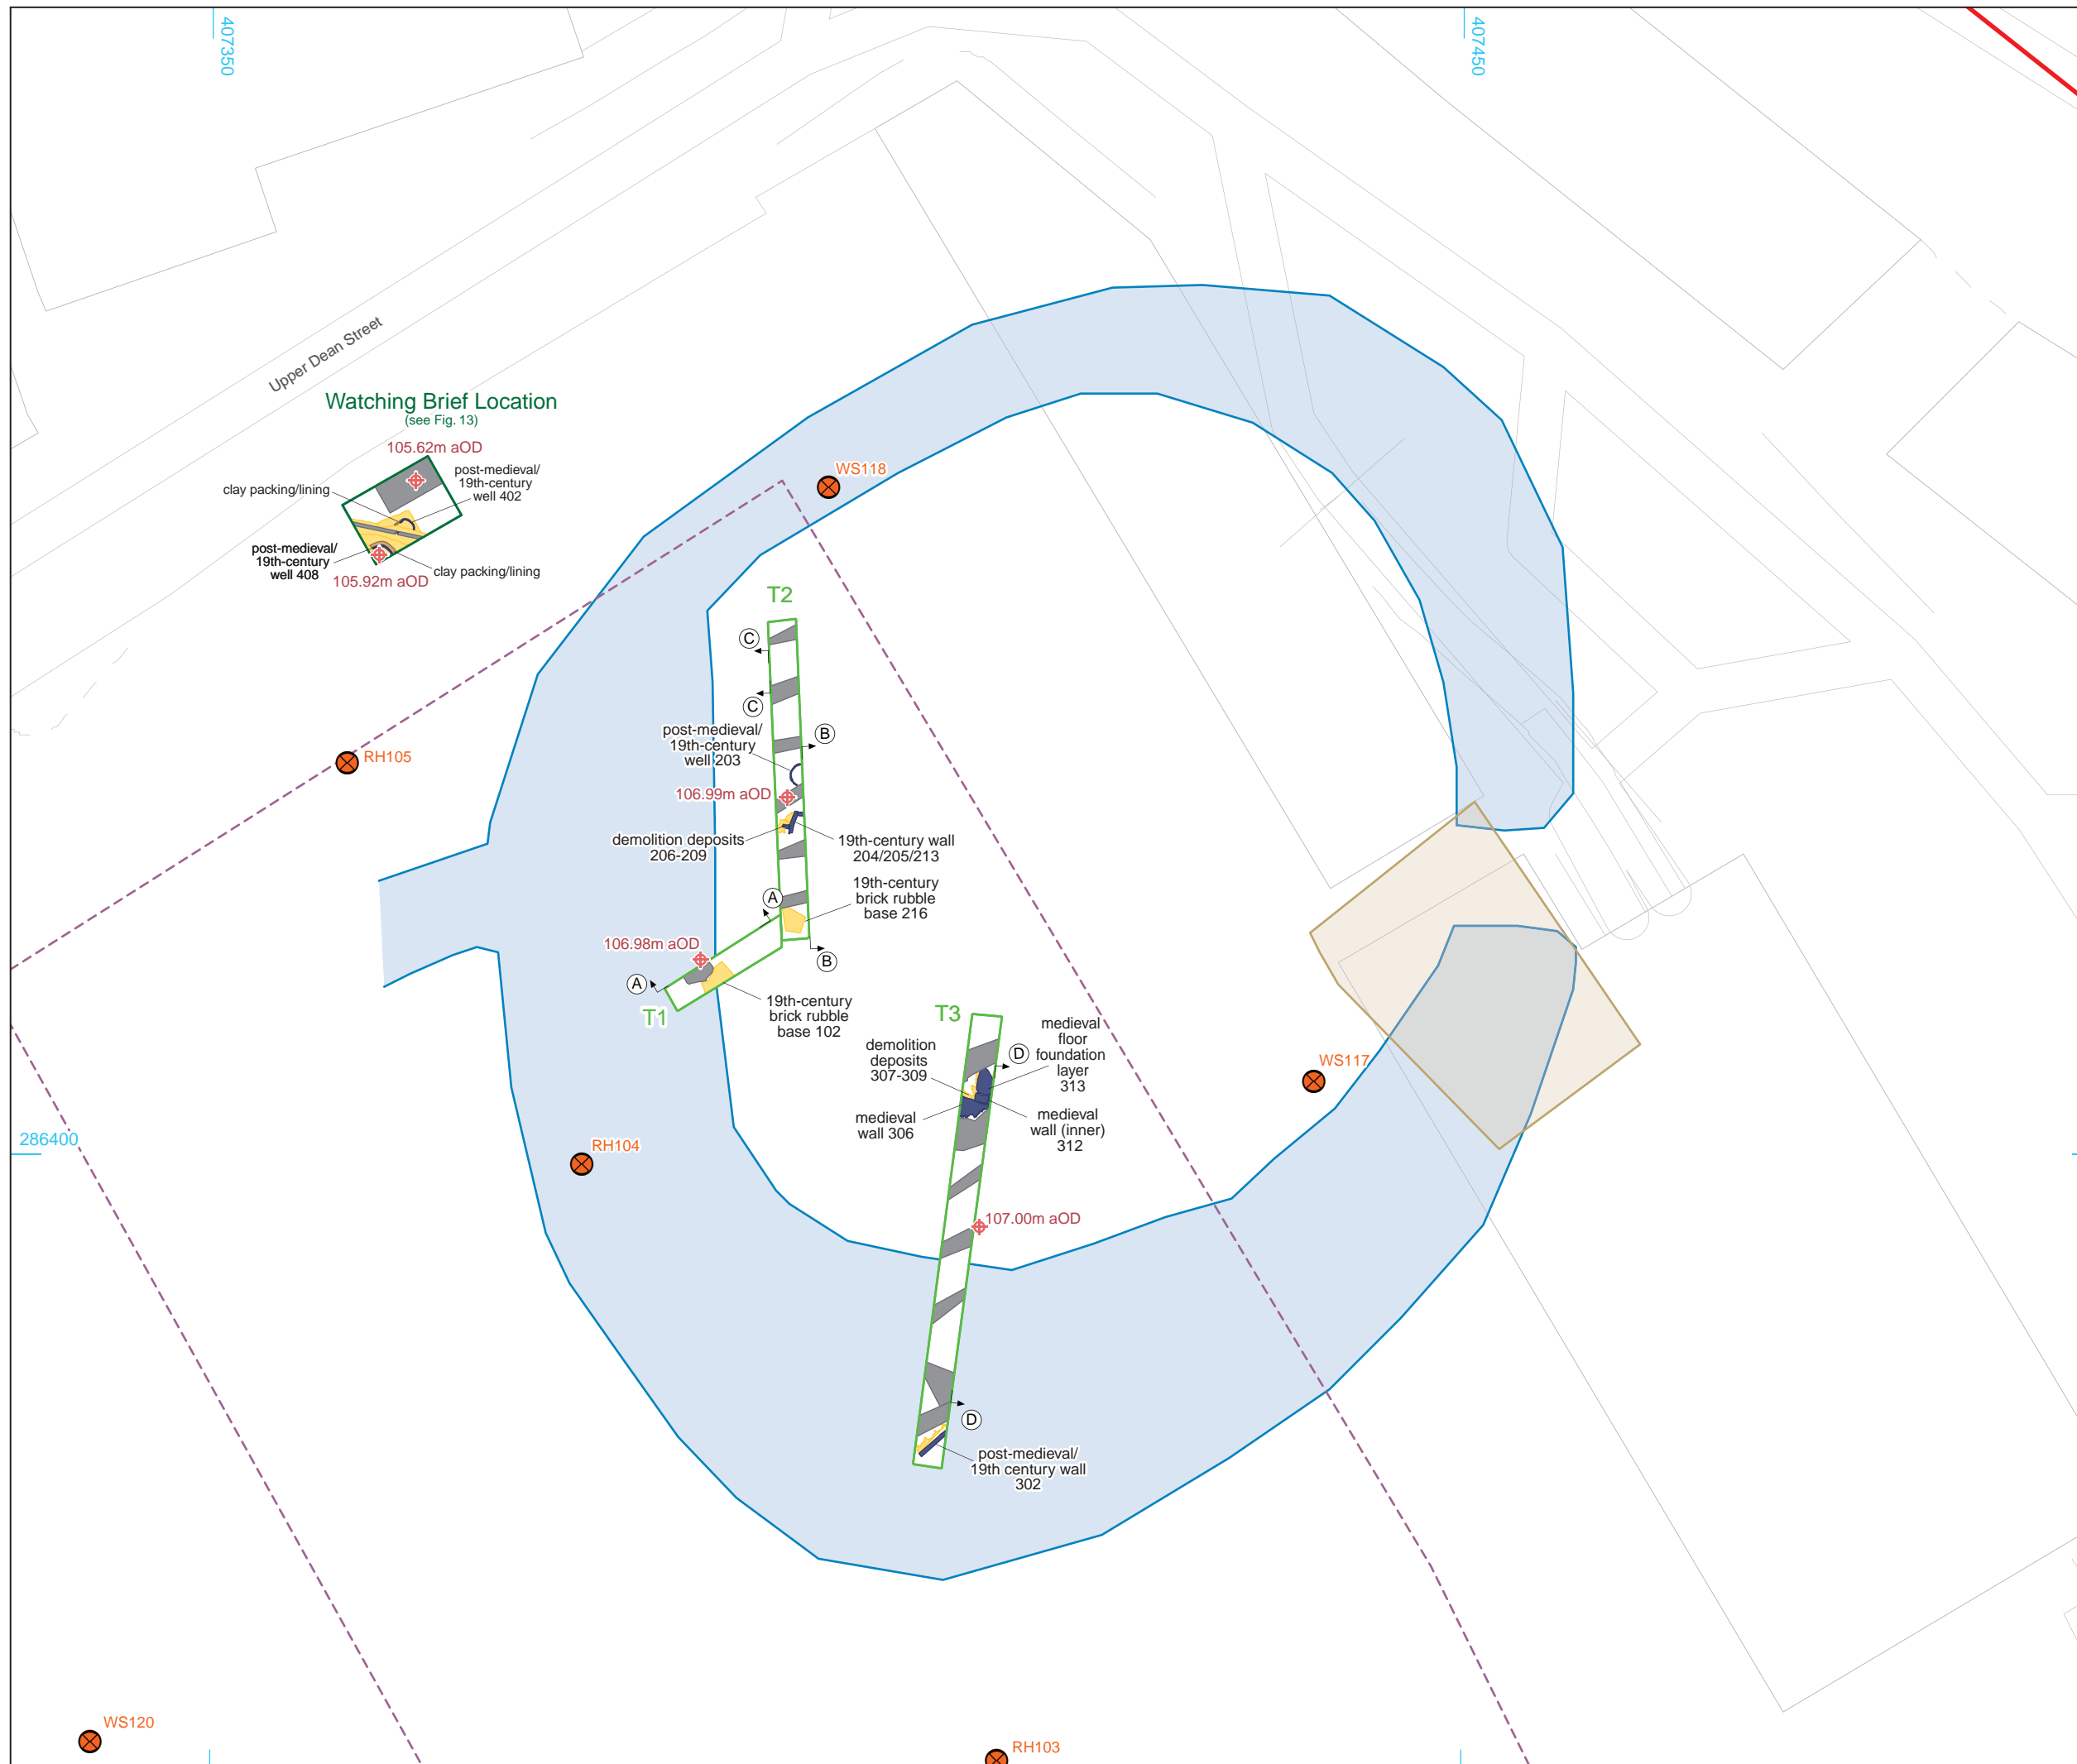 407350
407450
Upper Dean Street
Watching Brief Location
(see Fig. 13)
105.62m aOD
post-medieval/
19th-century
well 402
clay packing/lining
post-medieval/
19th-century
well 408
clay packing/lining
105.92m aOD
WS118
RH105
T2
C
C
B
post-medieval/
19th-century
well 203
106.99m aOD
demolition deposits
206-209
19th-century wall
204/205/213
A
19th-century
brick rubble
base 216
B
106.98m aOD
A
T1
19th-century
brick rubble
base 102
T3
medieval
floor
foundation
layer
313
demolition
deposits
307-309
D
medieval
wall 306
medieval
wall (inner)
312
WS117
286400
RH104
107.00m aOD
D
post-medieval/
19th century wall
302
WS120
RH103